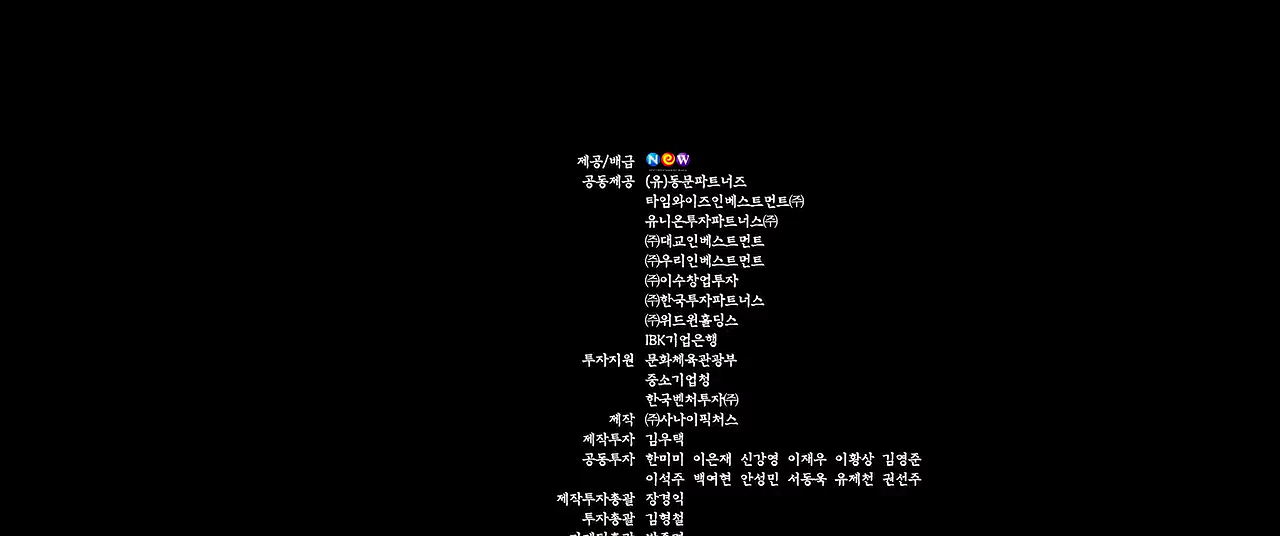 제공/배급 NEW
공동제공 (유)동문파트너즈
타임와이즈인베스트먼트㈜
유니온투자파트너스㈜
㈜대교인베스트먼트
㈜우리인베스트먼트
㈜이수창업투자
㈜한국투자파트너스
㈜위드윈홀딩스
IBK기업은행
투자지원 문화체육관광부
중소기업청
한국벤처투자㈜
제작 ㈜사나이픽처스
제작투자 김우택
공동투자 한미미 이은재 신강영 이재우 이황상 김영준
이석주 백여현 안성민 서동욱 유제천 권선주
제작투자총괄 장경익
투자총괄 김형철